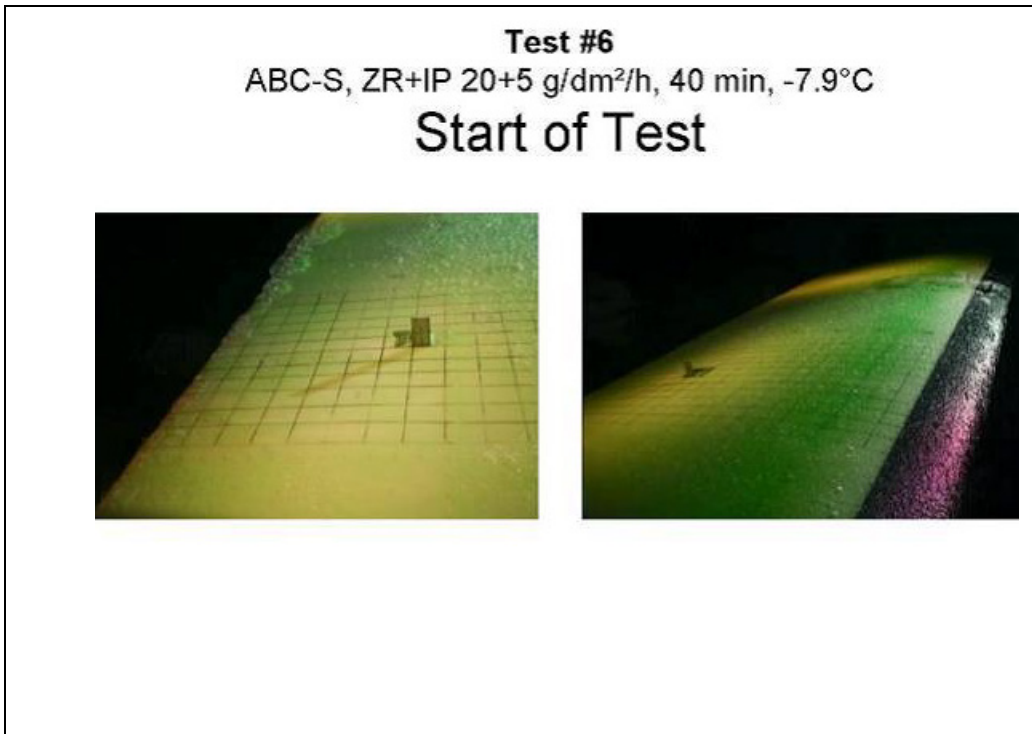 Test #6
ABC-S, ZR+IP 20+5 g/dm²/h, 40 min, -7.9°C
Start of Test